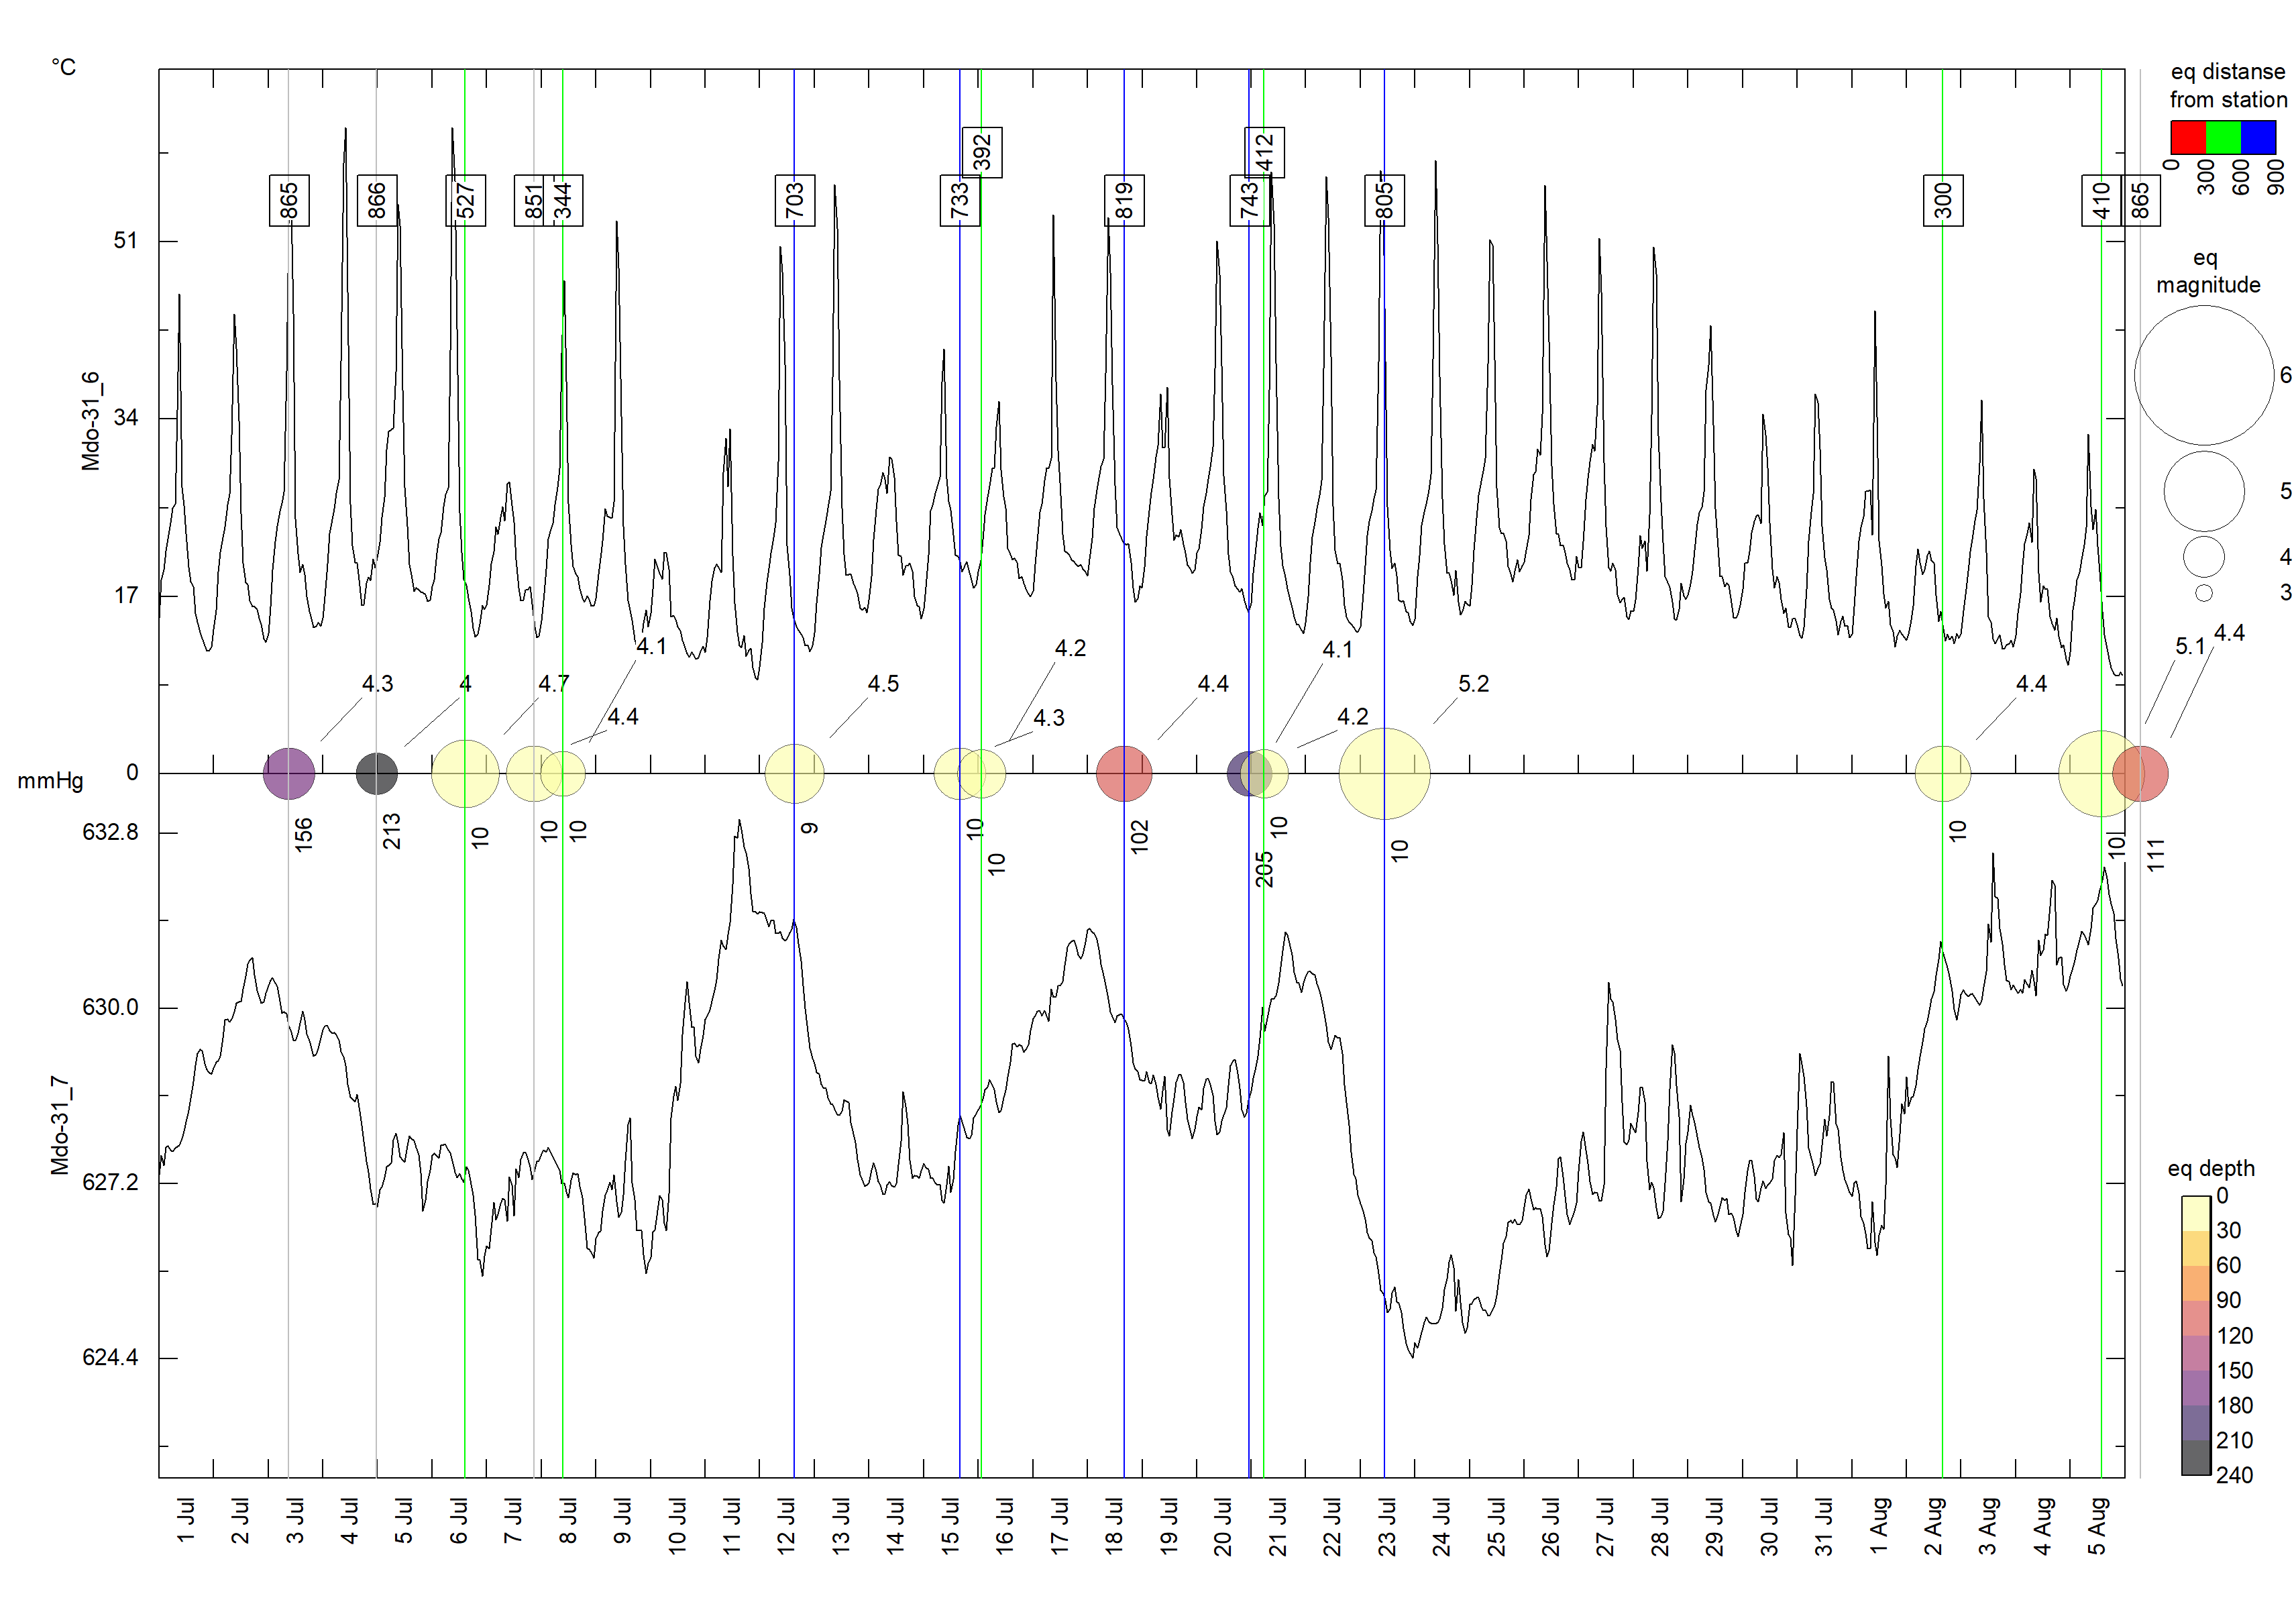 °C
eq distanse
from station
0
300
600
900
392
412
865
866
527
851
344
703
733
819
743
805
300
410
865
51
34
17
0
Mdo-31_6
eq
magnitude
6
5
4
3
4.3
4
4.7
4.4
4.1
4.5
4.2
4.3
4.4
4.1
4.2
5.2
4.4
5.1
4.4
mmHg
156
213
10
10
10
9
10
10
102
205
10
10
10
10
111
632.8
630.0
627.2
624.4
Mdo-31_7
eq depth
0
30
60
90
120
150
180
210
240
1 Jul
2 Jul
3 Jul
4 Jul
5 Jul
6 Jul
7 Jul
8 Jul
9 Jul
10 Jul
11 Jul
12 Jul
13 Jul
14 Jul
15 Jul
16 Jul
17 Jul
18 Jul
19 Jul
20 Jul
21 Jul
22 Jul
23 Jul
24 Jul
25 Jul
26 Jul
27 Jul
28 Jul
29 Jul
30 Jul
31 Jul
1 Aug
2 Aug
3 Aug
4 Aug
5 Aug